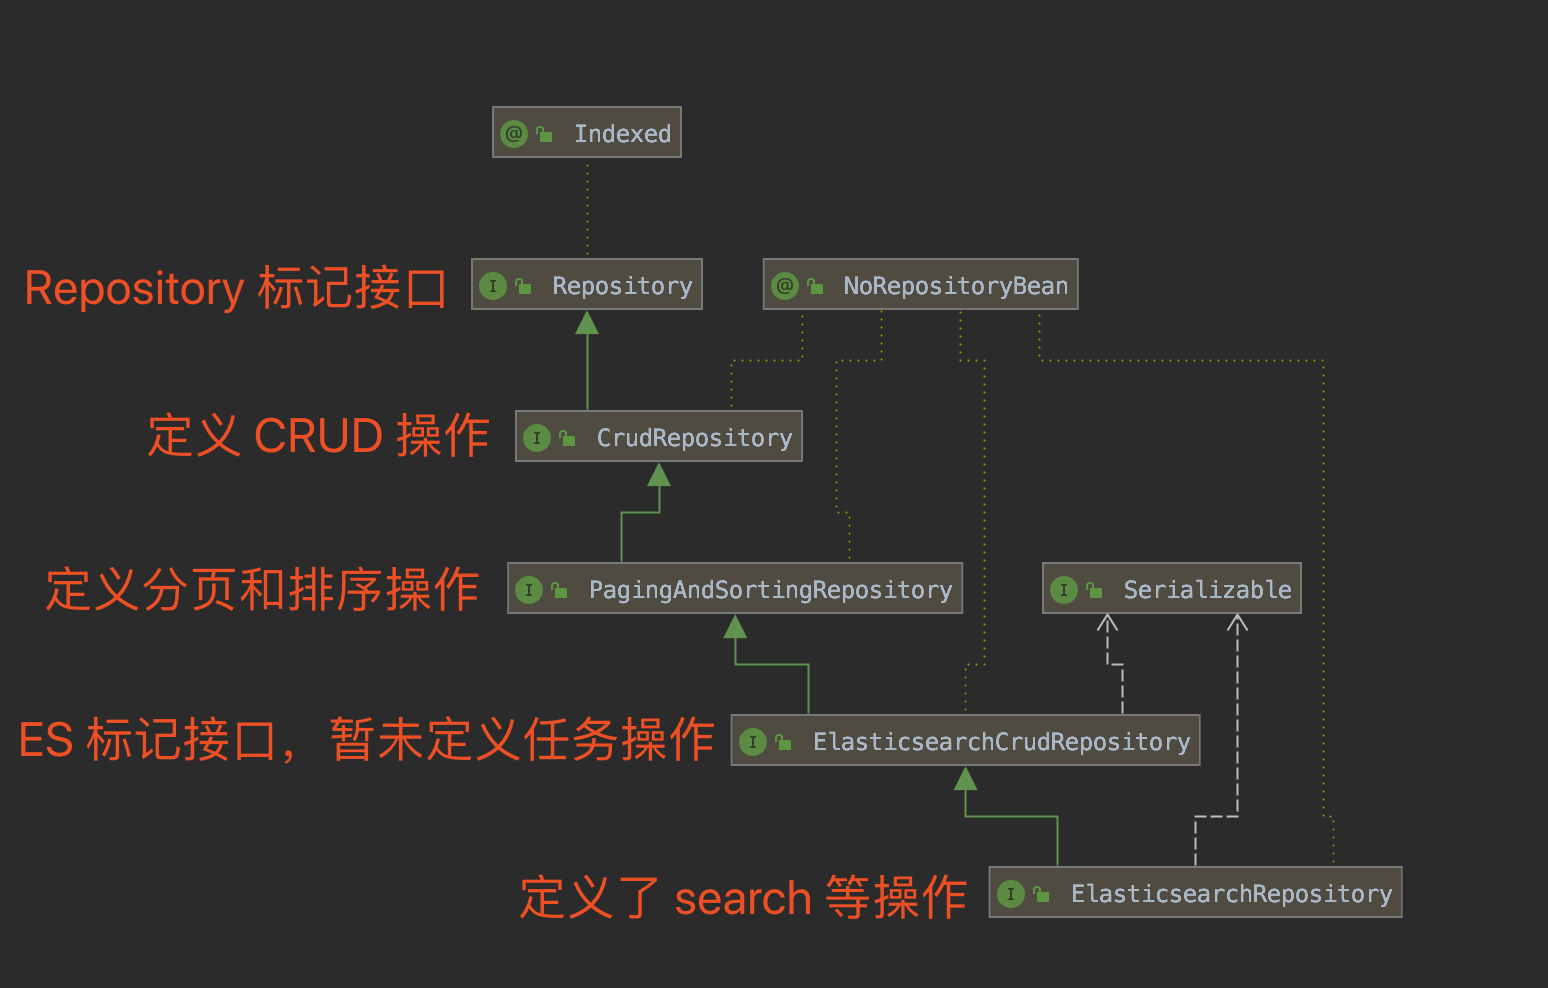 @ Indexed
Repository 标记接口
I Repository
@ NoRepositoryBean
定义 CRUD 操作
I CrudRepository
定义分页和排序操作
I PagingAndSortingRepository
I Serializable
ES 标记接口，暂未定义任务操作
I ElasticsearchCrudRepository
定义了 search 等操作
I ElasticsearchRepository